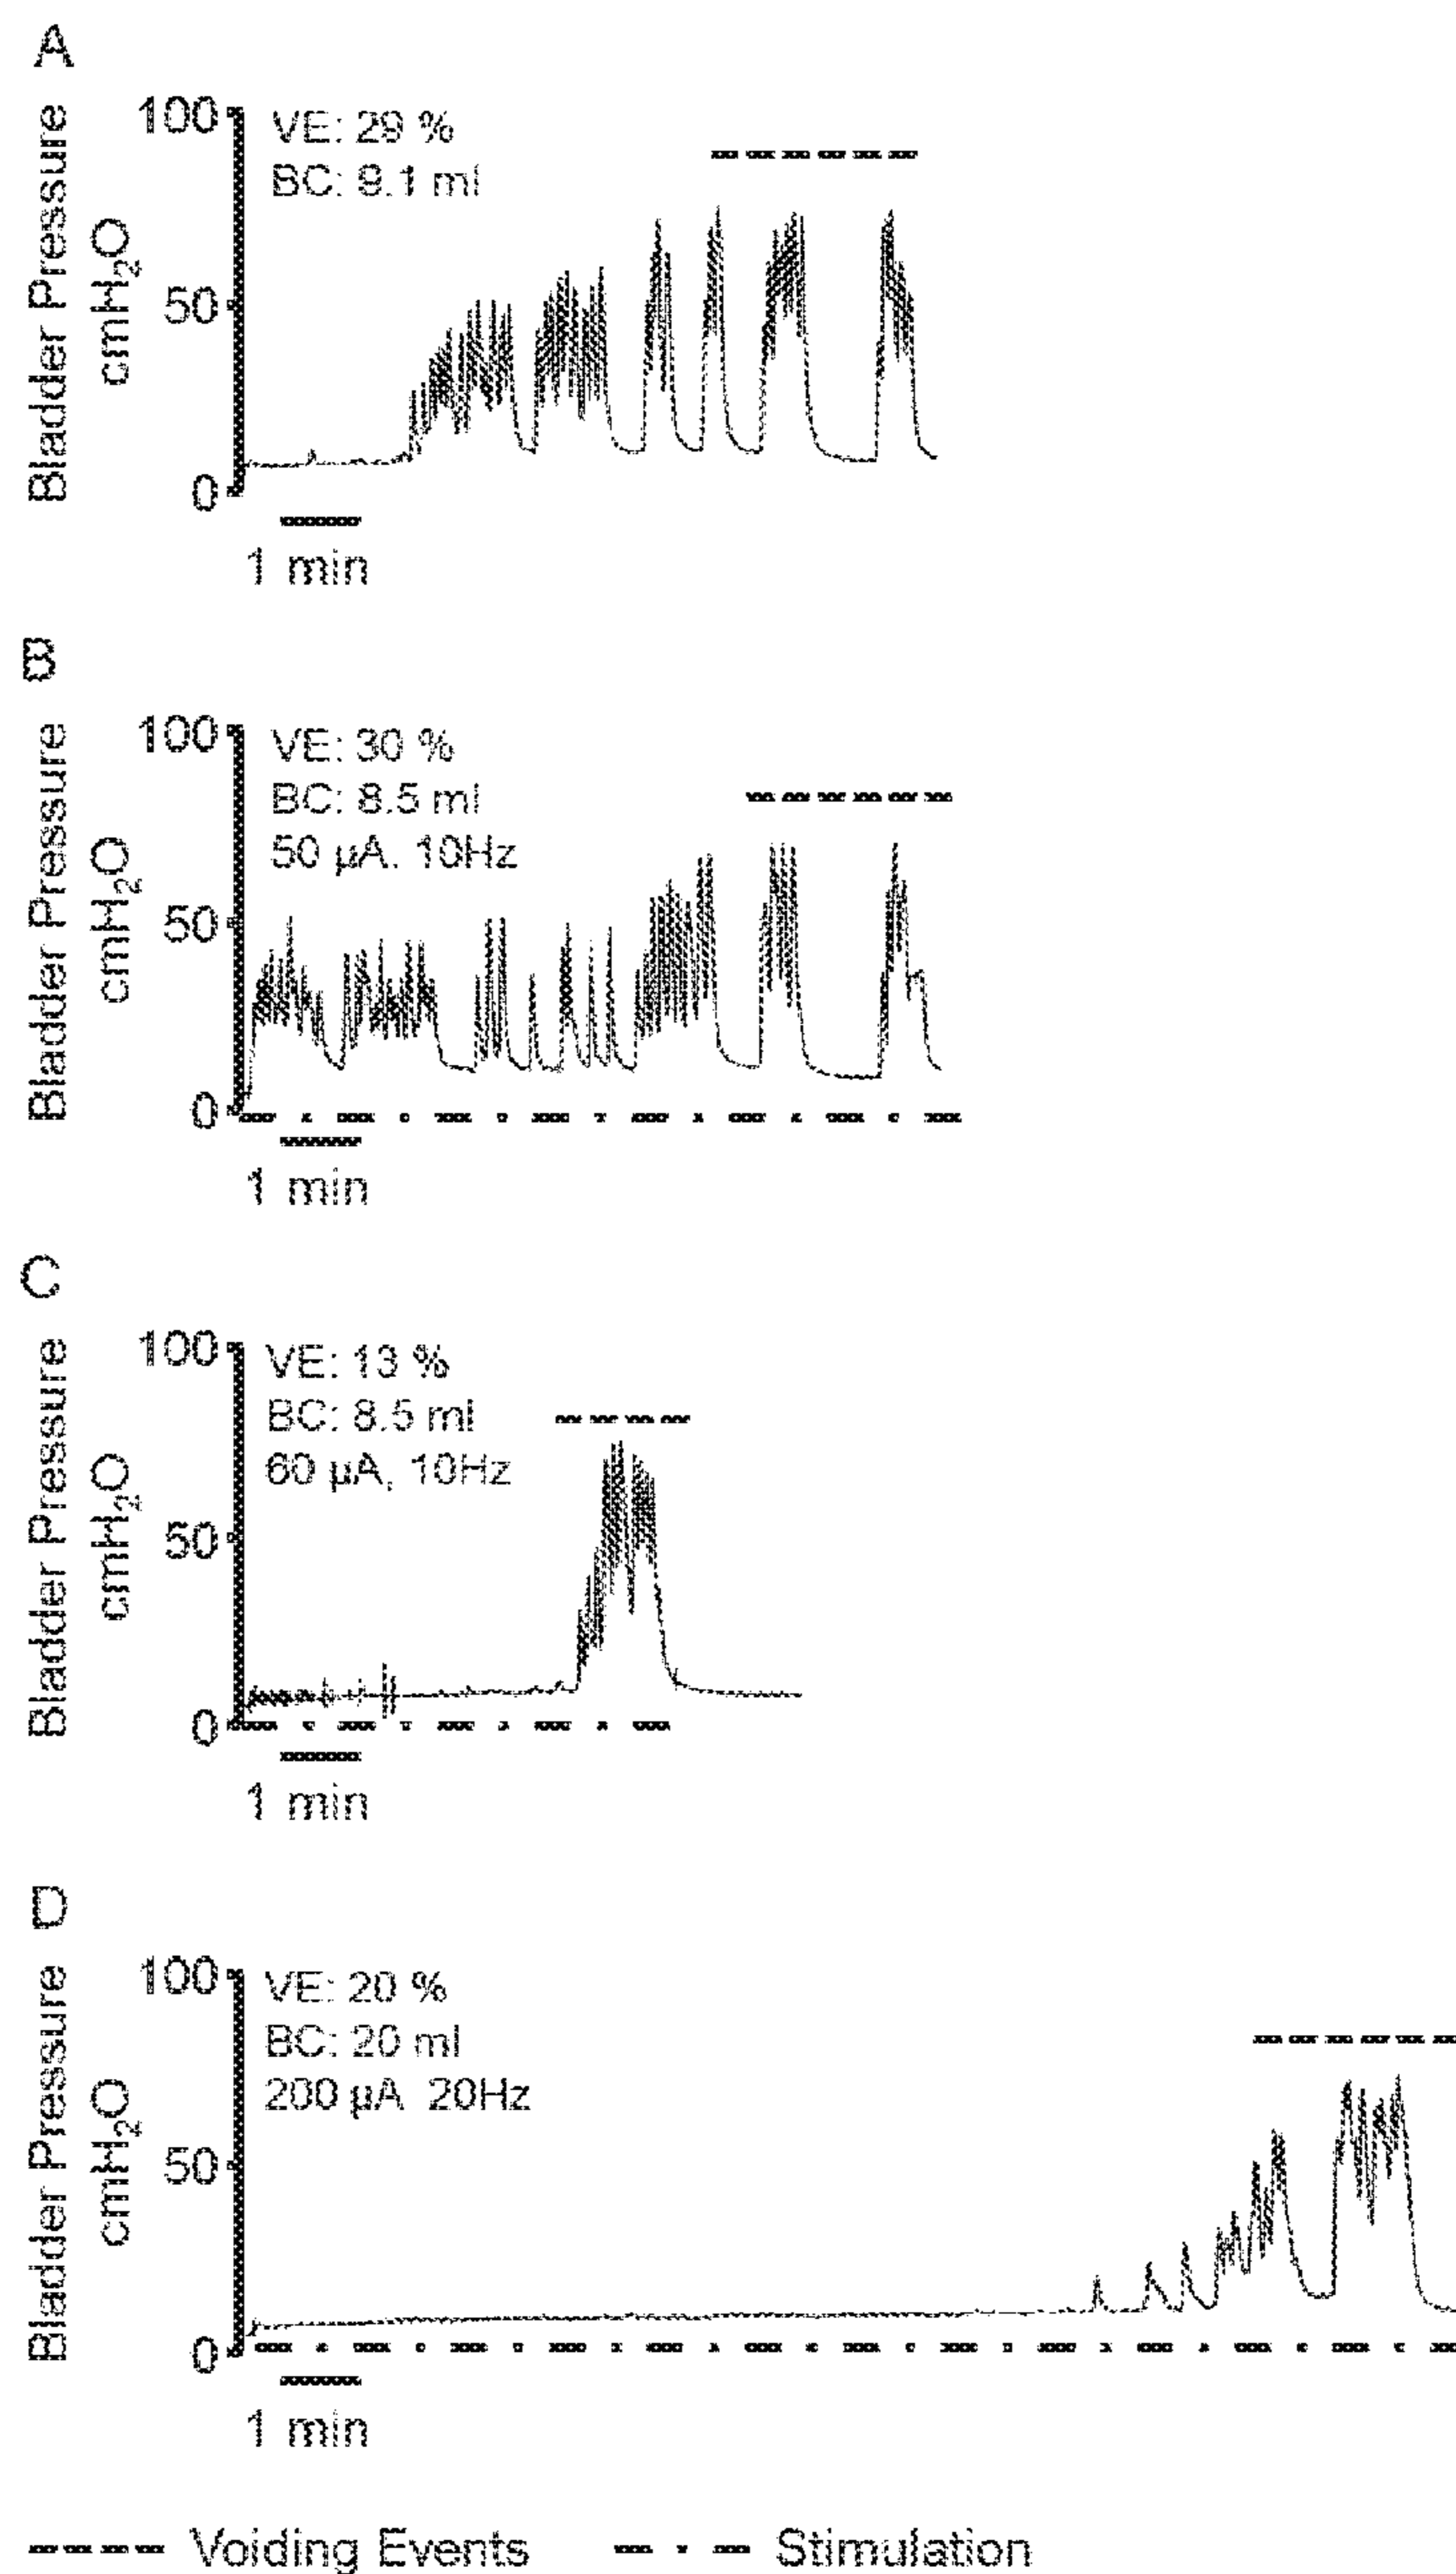 A
Bladder Pressure
cmH₂O
100
50
0
VE: 29 %
BC: 9.1 ml
1 min
B
Bladder Pressure
cmH₂O
100
50
0
VE: 30 %
BC: 8.5 ml
50 µA. 10Hz
1 min
C
Bladder Pressure
cmH₂O
100
50
0
VE: 13 %
BC: 8.5 ml
60 µA, 10Hz
1 min
D
Bladder Pressure
cmH₂O
100
50
0
VE: 20 %
BC: 20 ml
200 µA 20Hz
1 min
Voiding Events
Stimulation